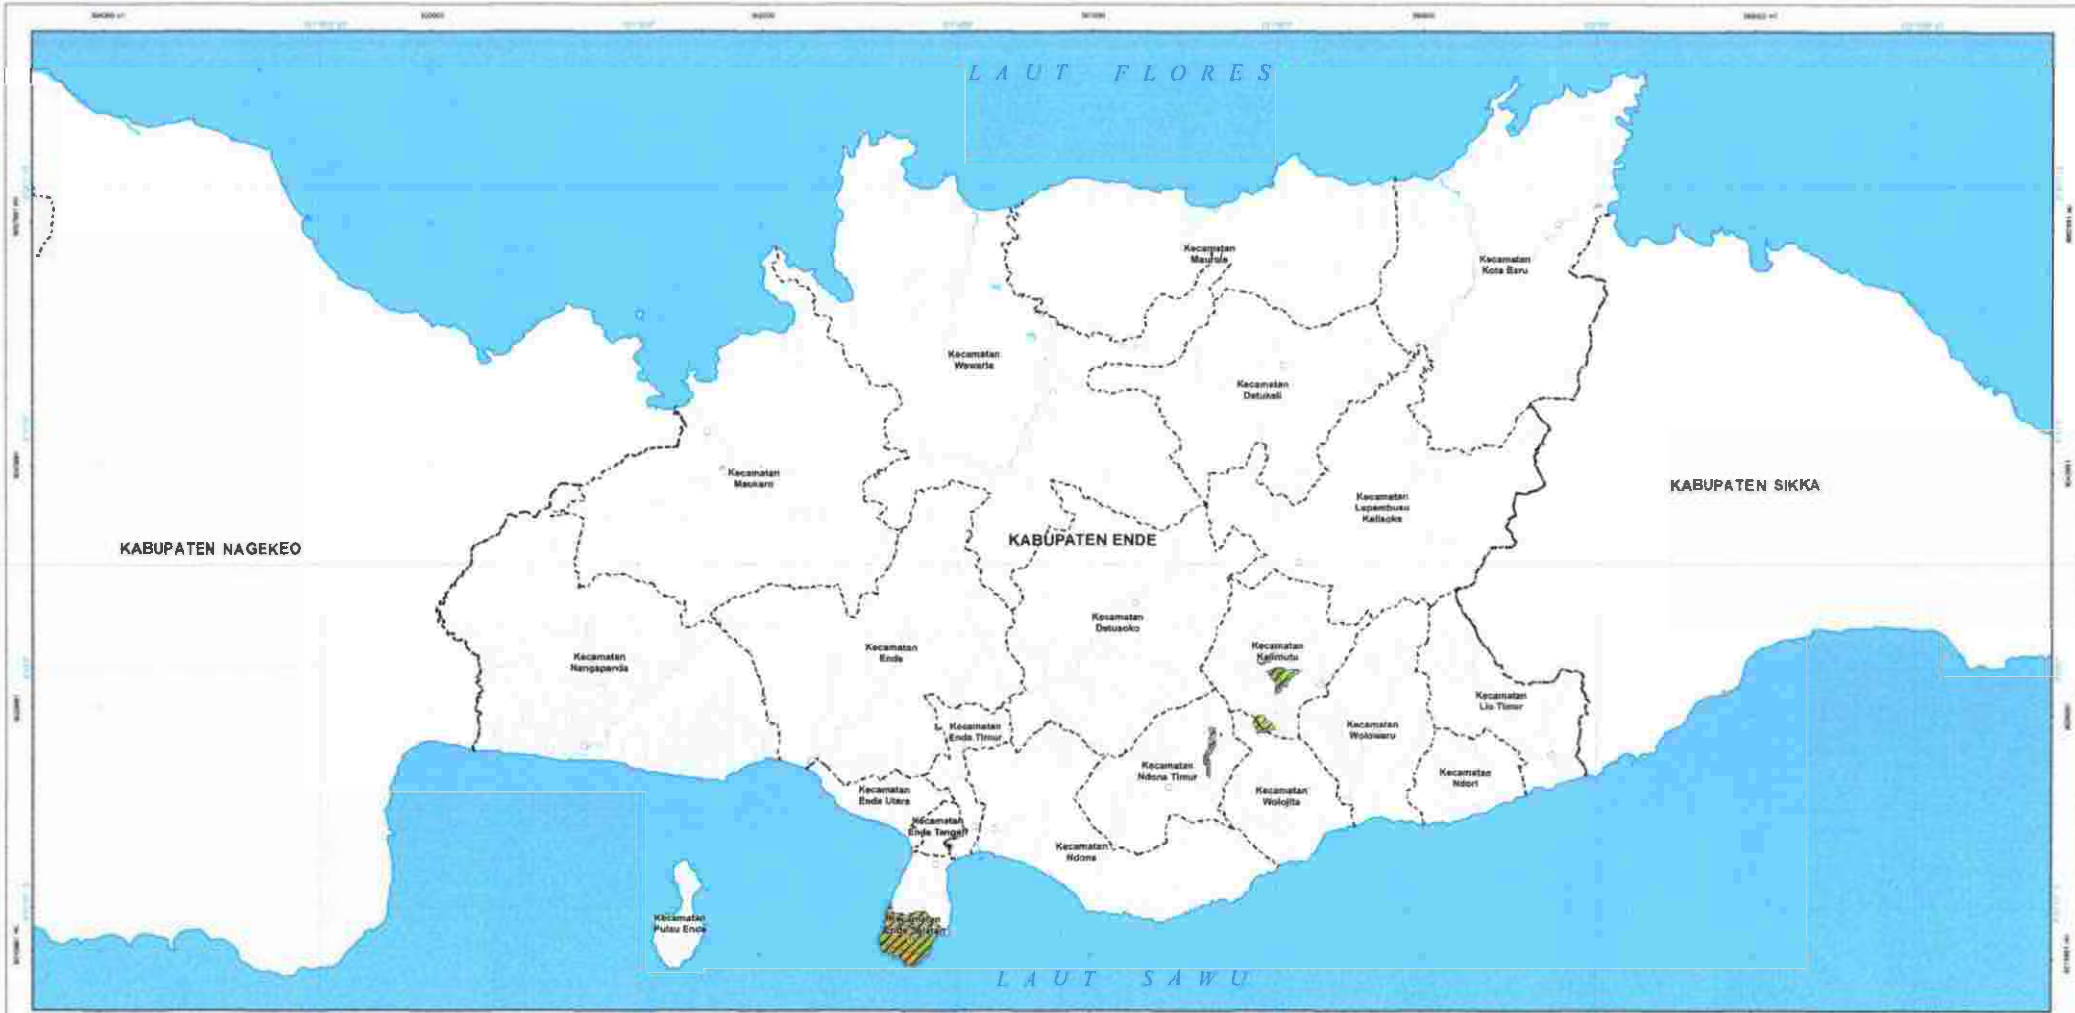 LAUT FLORES
Kecamatan
Maurole
Kecamatan
Kota Baru
Kecamatan
Wewaria
Kecamatan
Detukeli
Kecamatan
Maukaro
KABUPATEN SIKKA
Kecamatan
Lepembusu
Kelisoke
KABUPATEN NAGEKEO
KABUPATEN ENDE
Kecamatan
Detusoko
Kecamatan
Ende
Kecamatan
Kelimutu
Kecamatan
Nangapanda
Kecamatan
Lio Timur
Kecamatan
Ende Timur
Kecamatan
Wolowaru
Kecamatan
Ndona Timur
Kecamatan
Ndori
Kecamatan
Ende Utara
Kecamatan
Wolojita
Kecamatan
Ende Tengah
Kecamatan
Ndona
Kecamatan
Pulau Ende
Kecamatan
Ende Selatan
LAUT SAWU